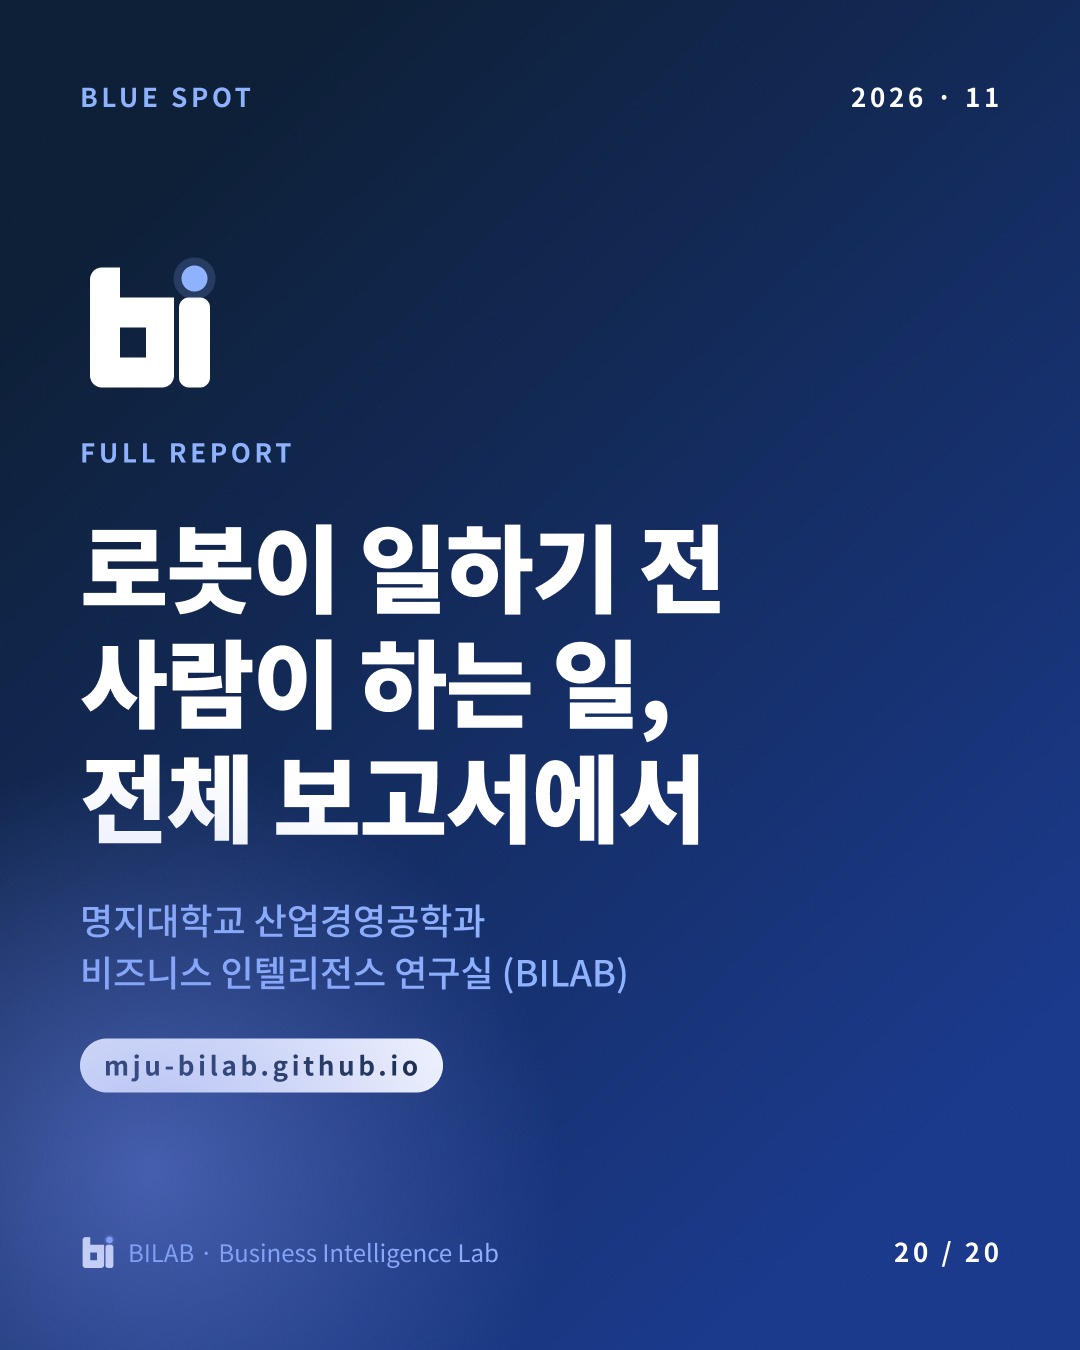 BLUE SPOT
2026 · 11
bi
FULL REPORT
로봇이 일하기 전
사람이 하는 일,
전체 보고서에서
명지대학교 산업경영공학과
비즈니스 인텔리전스 연구실 (BILAB)
mju-bilab.github.io
bi BILAB · Business Intelligence Lab
20 / 20